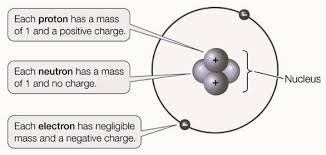 Each proton has a mass
of 1 and a positive charge.
Each neutron has a mass
of 1 and no charge.
Nucleus
Each electron has negligible
mass and a negative charge.
+
+
-
-